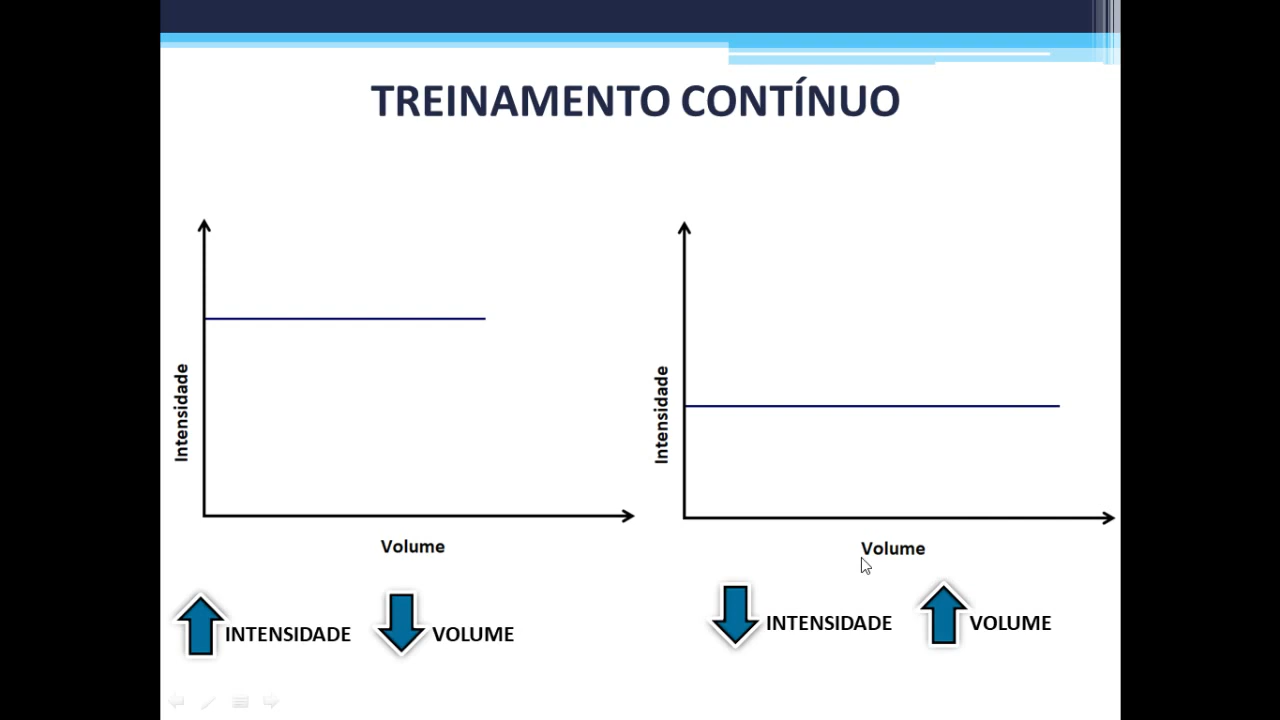 TREINAMENTO CONTÍNUO
Intensidade
Volume
INTENSIDADE
VOLUME
Intensidade
Volume
INTENSIDADE
VOLUME